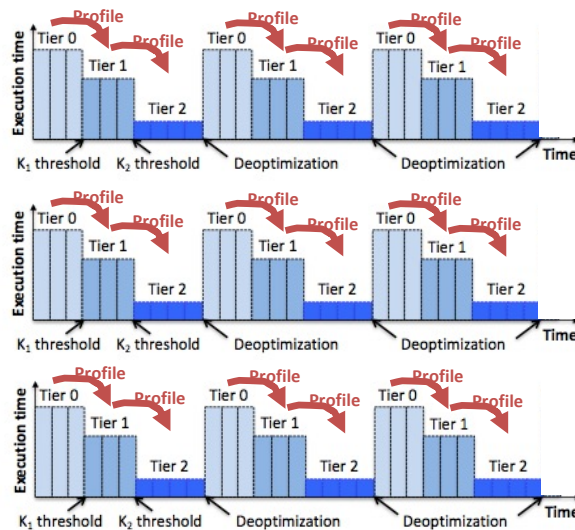 Profile Profile Profile
Tier 0 Profile Tier 0 Profile Tier 0 Profile
Tier 1 Tier 1 Tier 1
Execution time
Tier 2 Tier 2 Tier 2
Time
K1 threshold K2 threshold Deoptimization Deoptimization
Profile Profile Profile
Tier 0 Profile Tier 0 Profile Tier 0 Profile
Tier 1 Tier 1 Tier 1
Execution time
Tier 2 Tier 2 Tier 2
Time
K1 threshold K2 threshold Deoptimization Deoptimization
Profile Profile Profile
Tier 0 Profile Tier 0 Profile Tier 0 Profile
Tier 1 Tier 1 Tier 1
Execution time
Tier 2 Tier 2 Tier 2
Time
K1 threshold K2 threshold Deoptimization Deoptimization